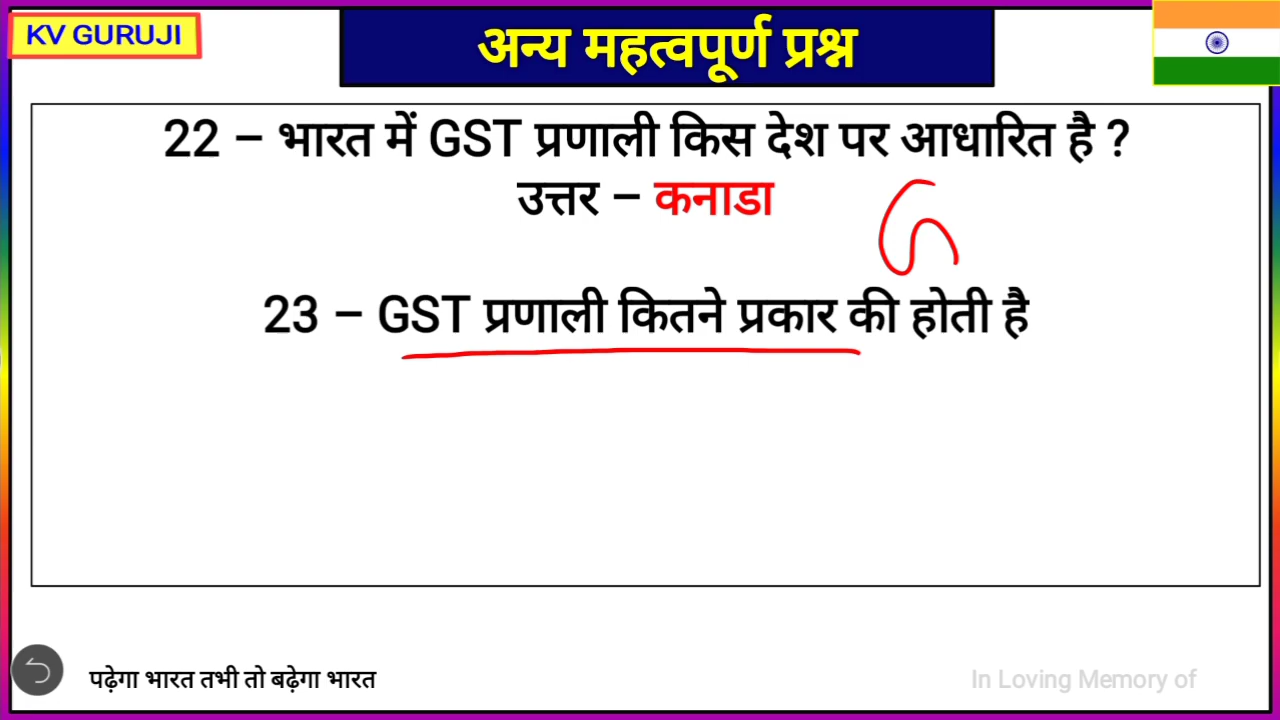 KV GURUJI
अन्य महत्वपूर्ण प्रश्न
22 – भारत में GST प्रणाली किस देश पर आधारित है ?
उत्तर – कनाडा
23 – GST प्रणाली कितने प्रकार की होती है
पढ़ेगा भारत तभी तो बढ़ेगा भारत
In Loving Memory of